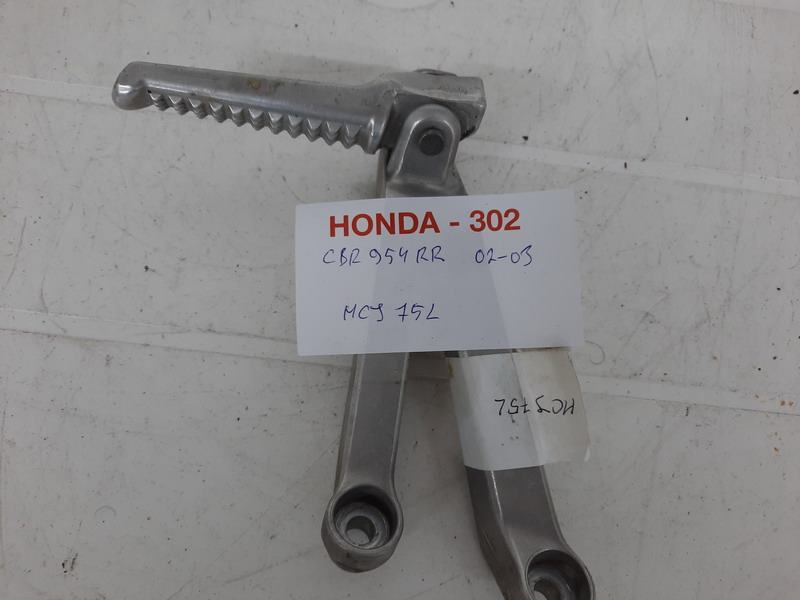 HONDA - 302
CBR 954 RR 02-03
MCJ 75L
MCJ 75L